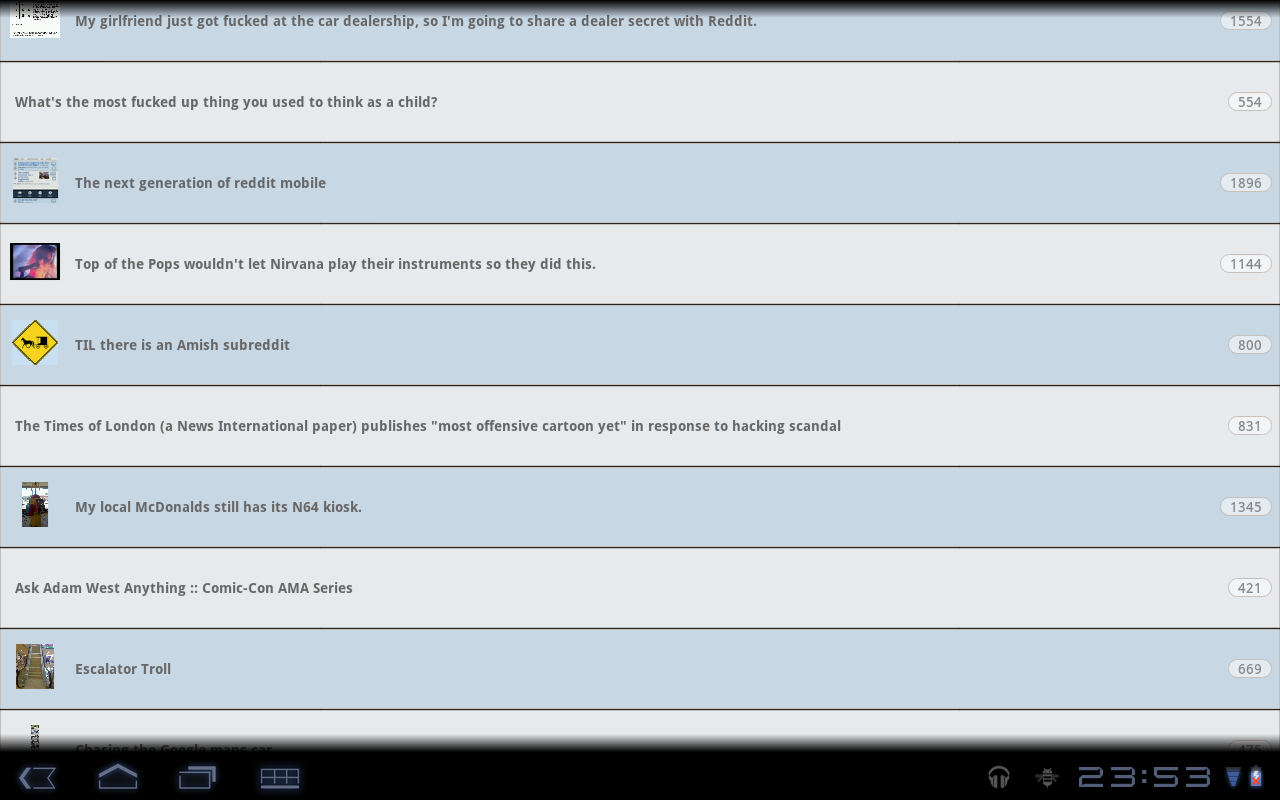 My girlfriend just got fucked at the car dealership, so I'm going to share a dealer secret with Reddit. 1554
What's the most fucked up thing you used to think as a child? 554
The next generation of reddit mobile 1896
Top of the Pops wouldn't let Nirvana play their instruments so they did this. 1144
TIL there is an Amish subreddit 800
The Times of London (a News International paper) publishes "most offensive cartoon yet" in response to hacking scandal 831
My local McDonalds still has its N64 kiosk. 1345
Ask Adam West Anything :: Comic-Con AMA Series 421
Escalator Troll 669
Chasing the Google maps car
23:53